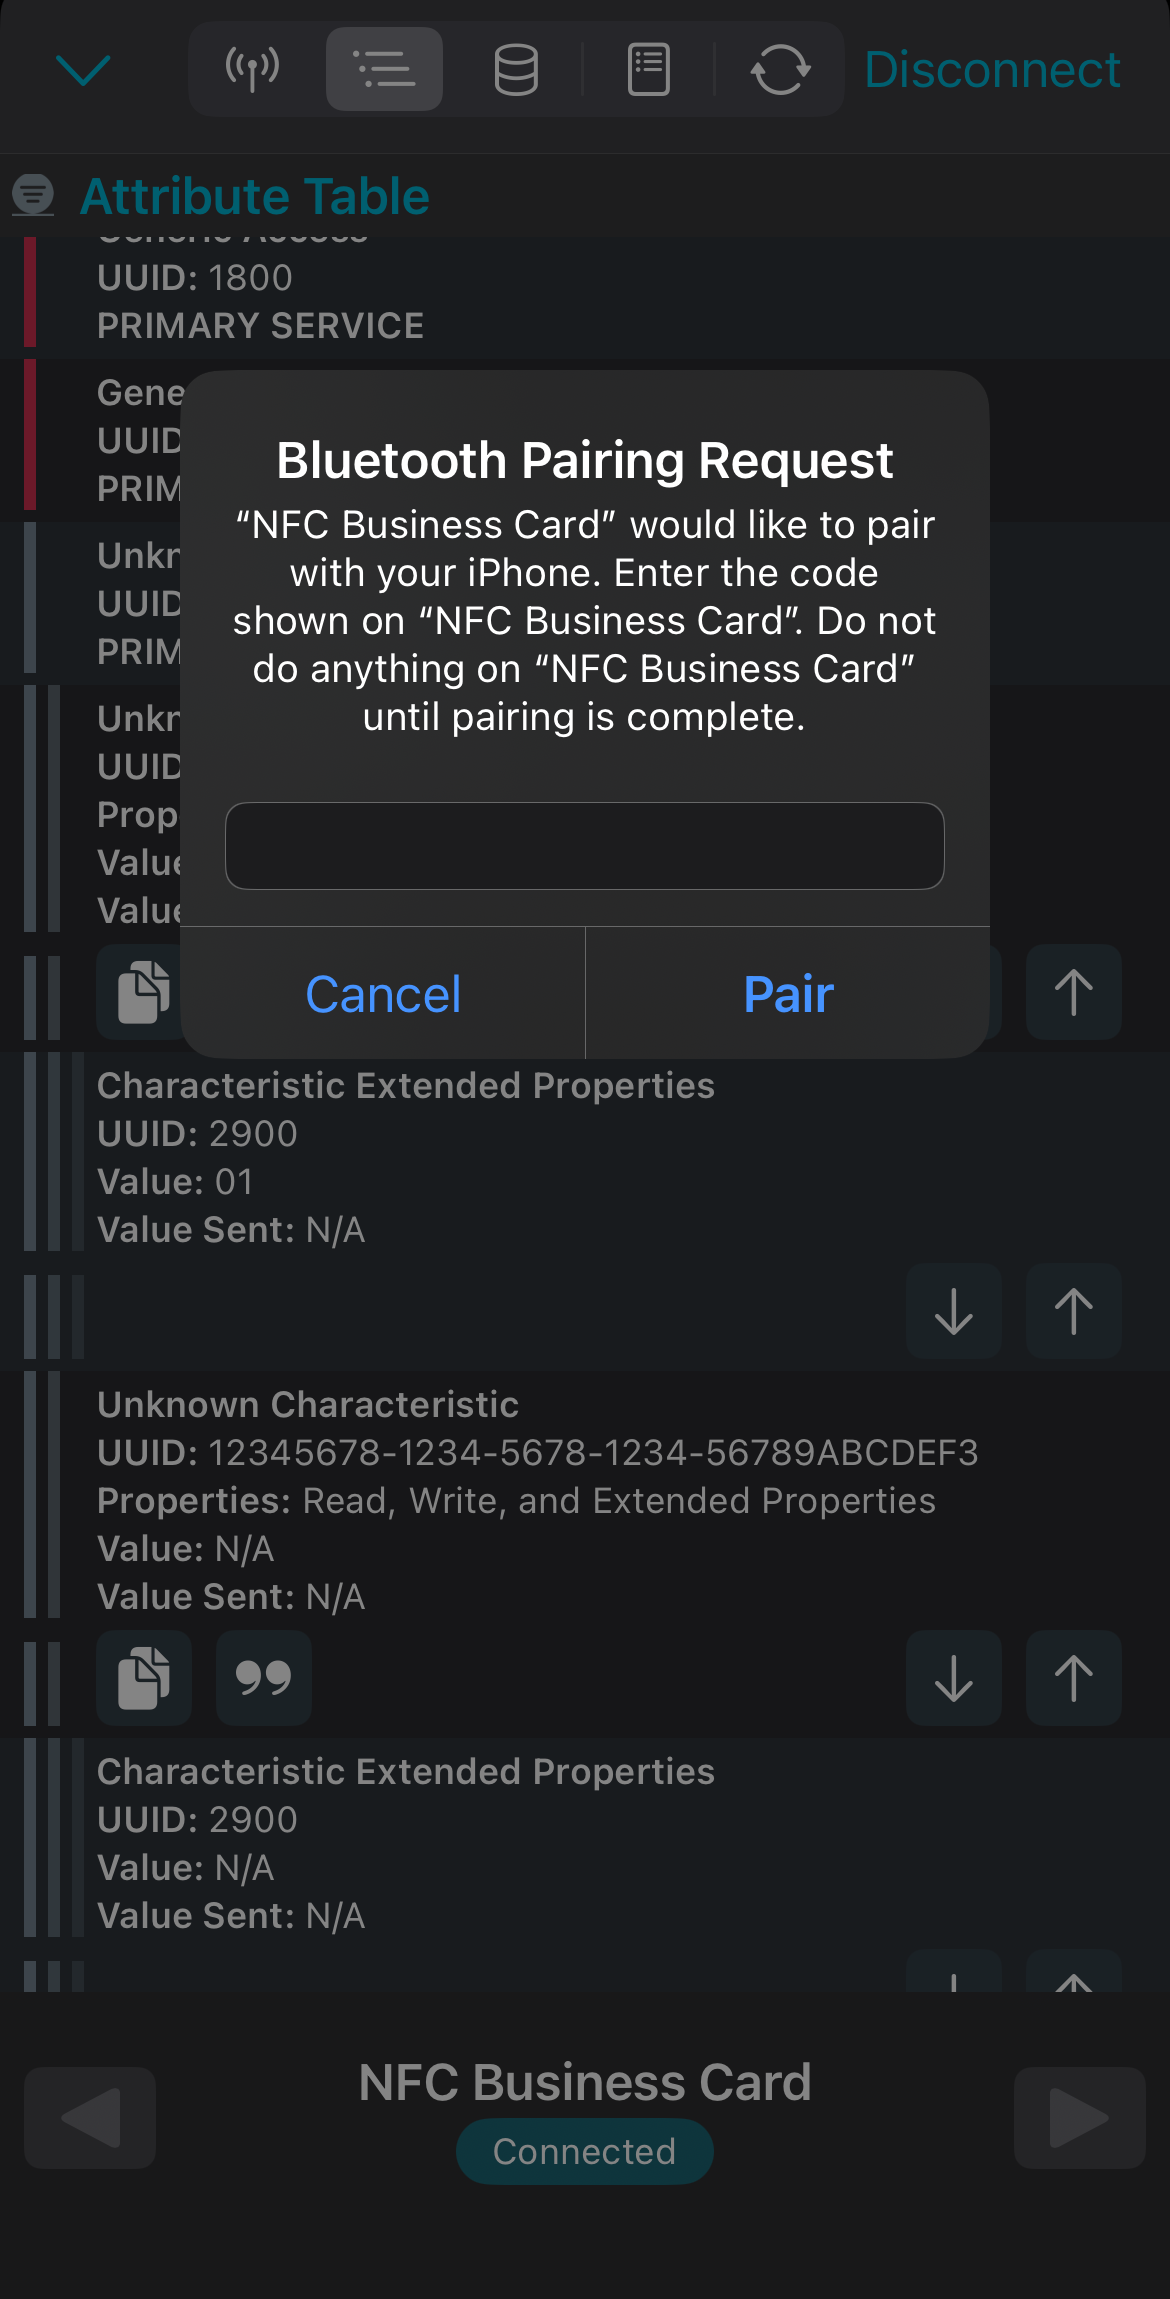 Disconnect
Attribute Table
Generic Access
UUID: 1800
PRIMARY SERVICE
Gene
UUID
PRIM
Unkn
UUID
PRIM
Unkn
UUID
Prop
Value
Value
Bluetooth Pairing Request
“NFC Business Card” would like to pair
with your iPhone. Enter the code
shown on “NFC Business Card”. Do not
do anything on “NFC Business Card”
until pairing is complete.
Cancel
Pair
Characteristic Extended Properties
UUID: 2900
Value: 01
Value Sent: N/A
Unknown Characteristic
UUID: 12345678-1234-5678-1234-56789ABCDEF3
Properties: Read, Write, and Extended Properties
Value: N/A
Value Sent: N/A
Characteristic Extended Properties
UUID: 2900
Value: N/A
Value Sent: N/A
NFC Business Card
Connected